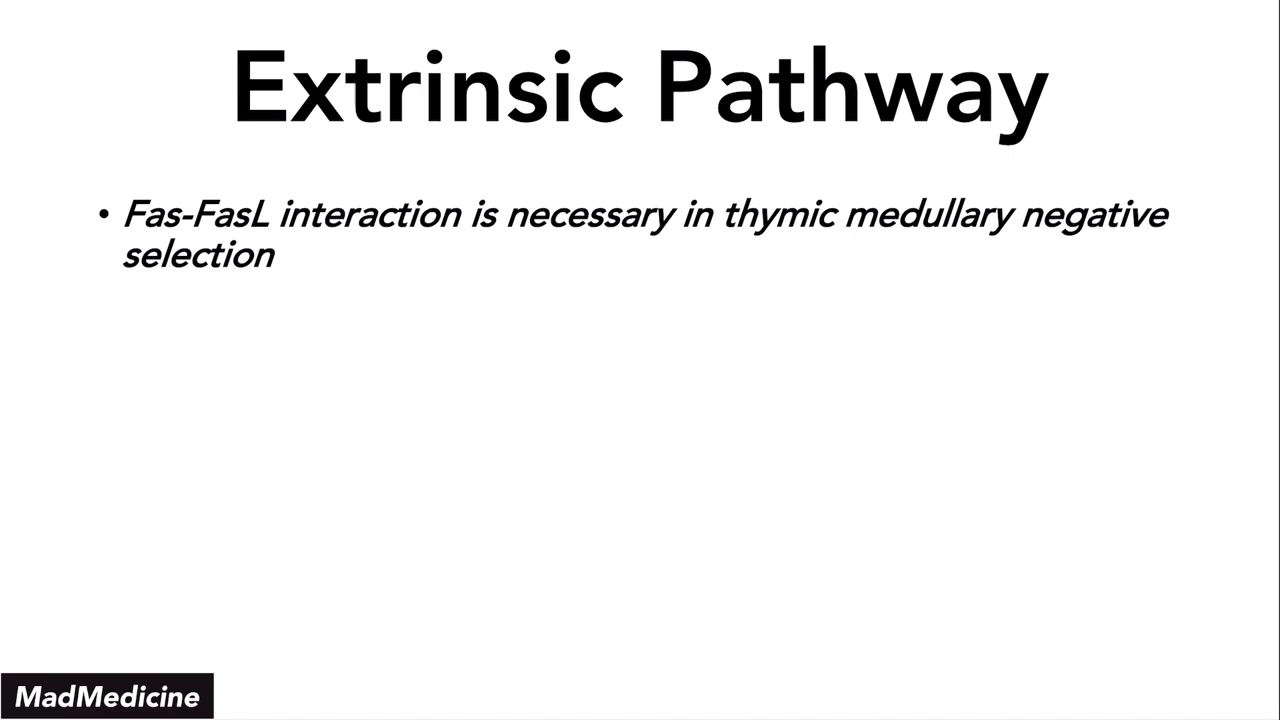 Extrinsic Pathway
• Fas-FasL interaction is necessary in thymic medullary negative
selection
MadMedicine